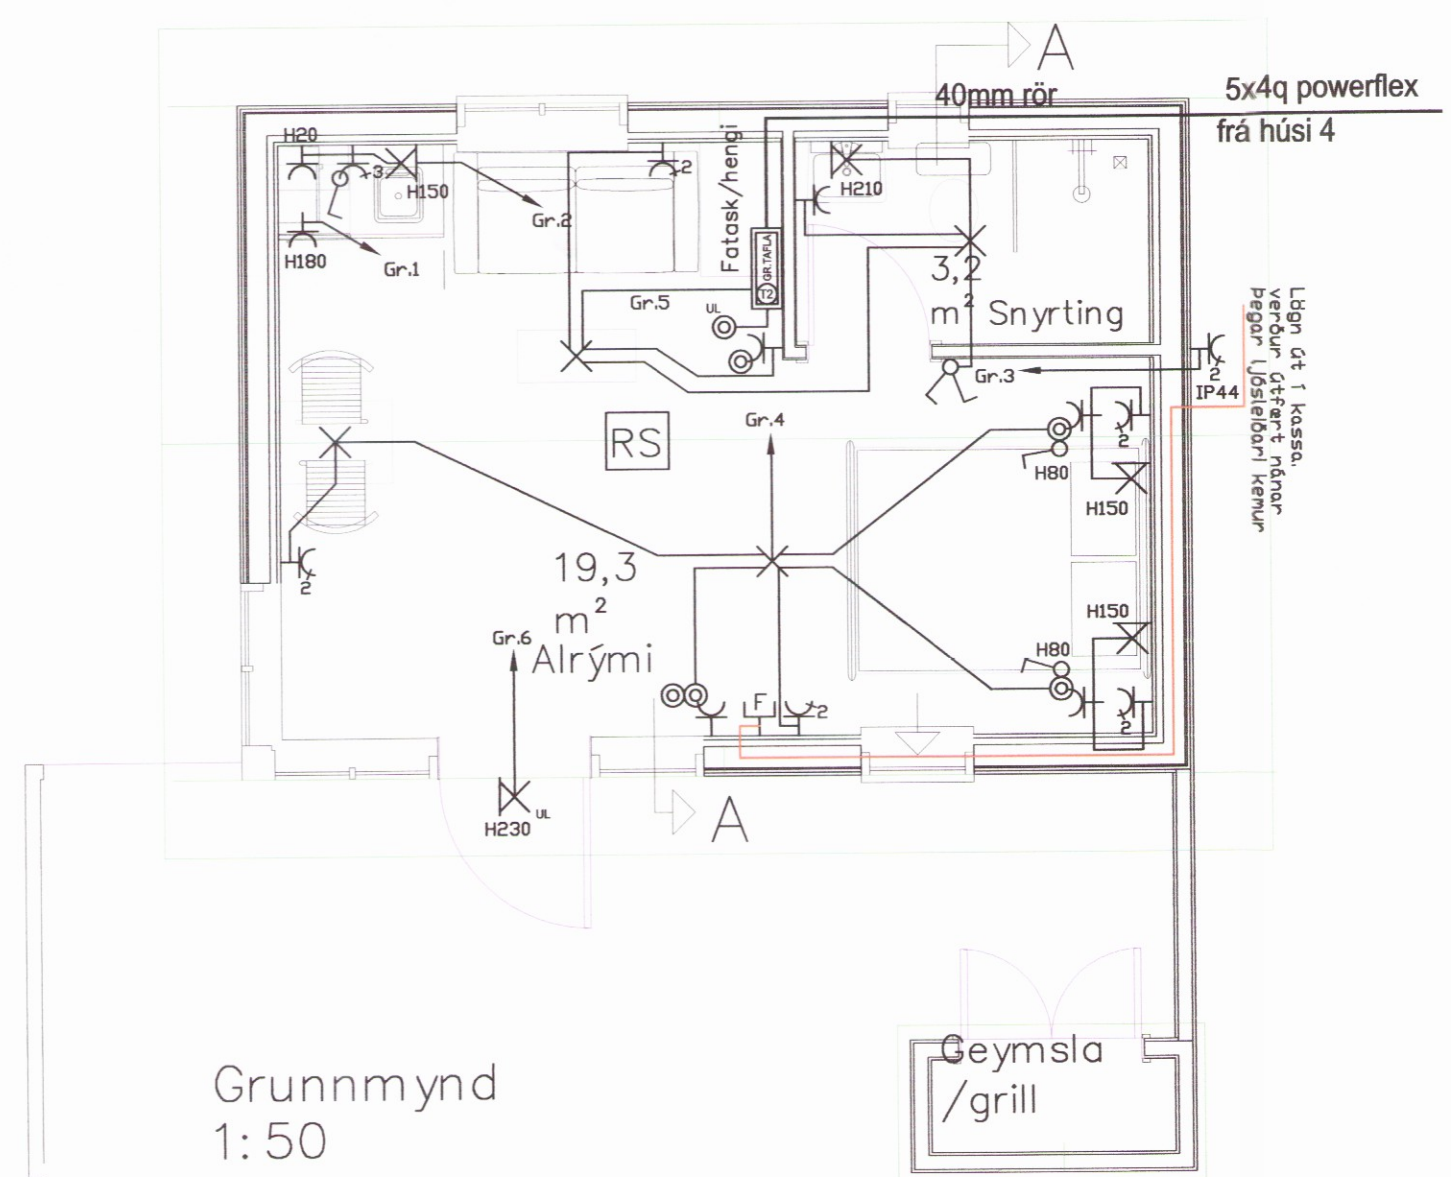 A
40mm rör
5x4q powerflex
frá húsi 4
H20
3
H150
Gr.2
2
Fatask/hengi
H210
H180
Gr.1
GR.TAFLA
T2
Gr.5
UL
3,2
m² Snyrting
Gr.3
2
IP44
Lögn út í kassa.
verður útfært nánar
þegar ljósleiðari kemur
RS
Gr.4
2
H80
H150
19,3
m²
Alrými
2
Gr.6
H150
H80
F
2
2
A
UL
H230
Geymsla
/grill
Grunnmynd
1:50